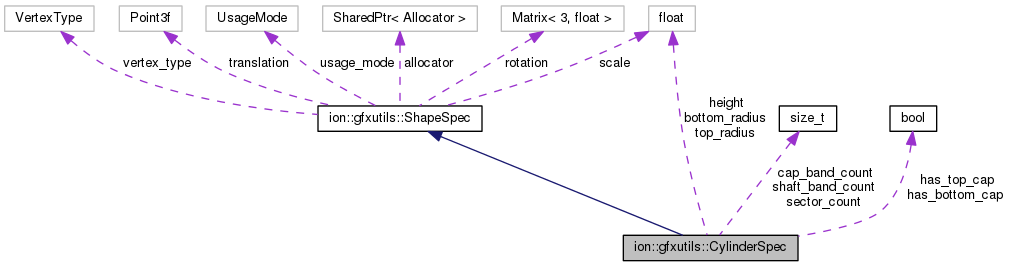 VertexType
Point3f
UsageMode
SharedPtr< Allocator >
Matrix< 3, float >
float
vertex_type
translation
usage_mode
allocator
rotation
scale
ion::gfxutils::ShapeSpec
height
bottom_radius
top_radius
size_t
bool
cap_band_count
shaft_band_count
sector_count
has_top_cap
has_bottom_cap
ion::gfxutils::CylinderSpec